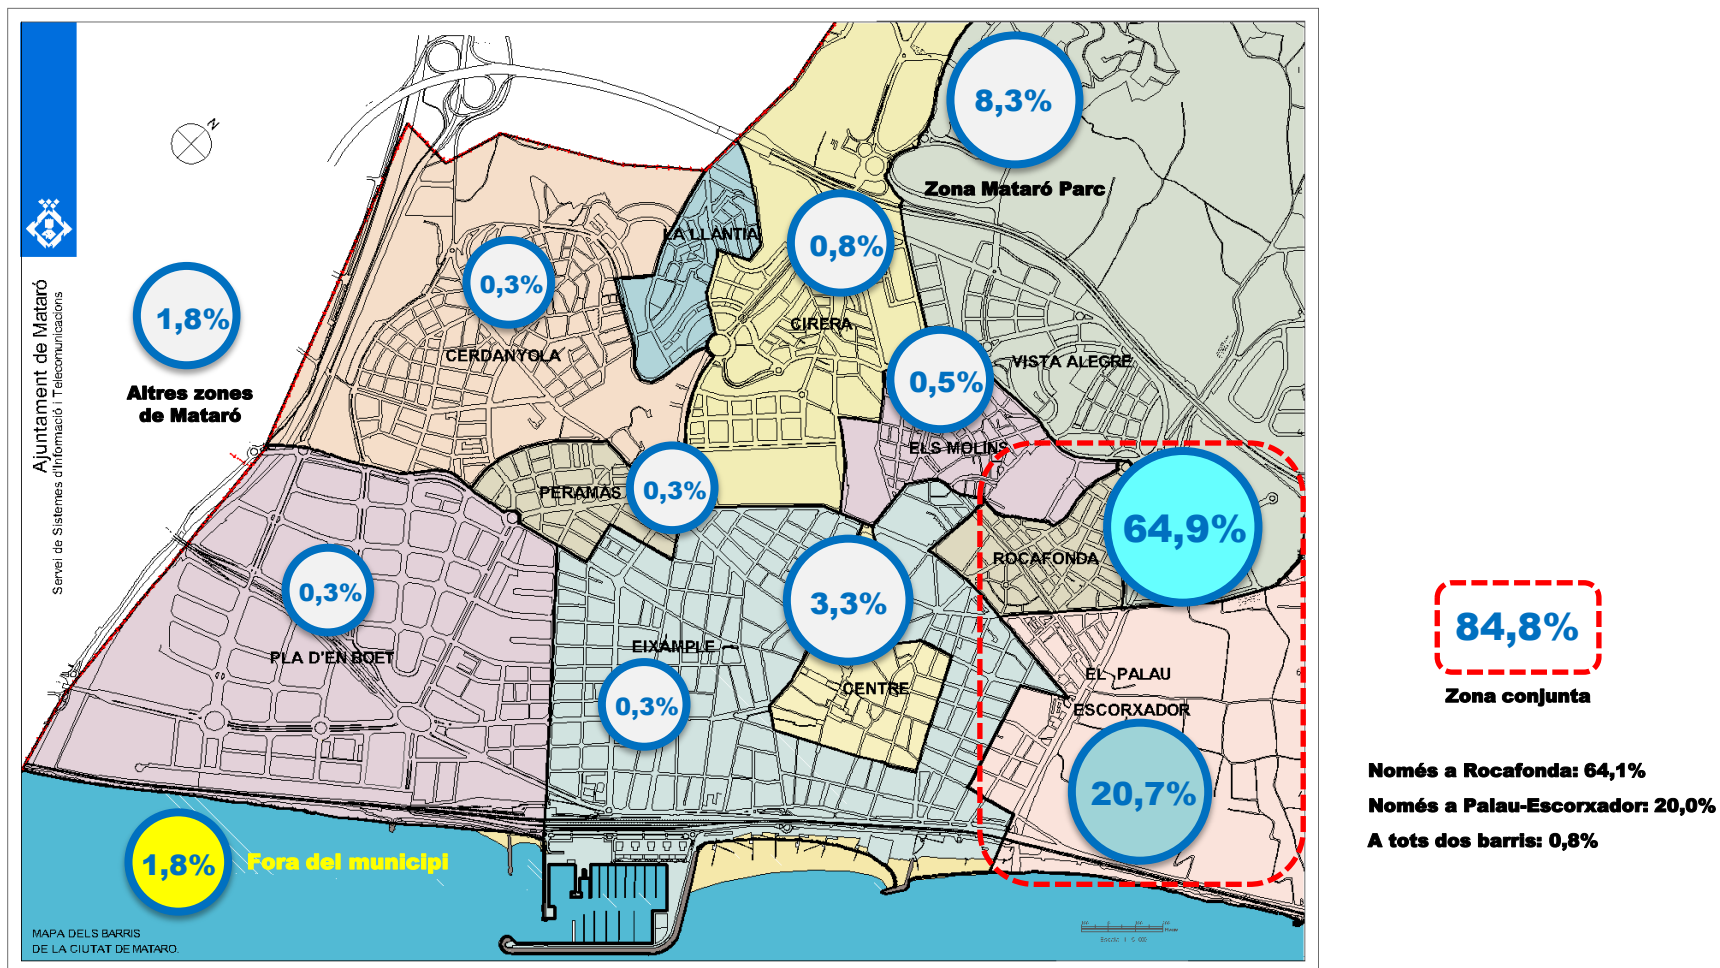 8,3%
Zona Mataró Parc
N
LA LLANTIA
0,8%
0,3%
CIRERA
1,8%
CERDANYOLA
Altres zones
de Mataró
Ajuntament de Mataró
Servei de Sistemes d'Informació i Telecomunicacions
0,5%
VISTA ALEGRE
ELS MOLINS
PERAMÀS
0,3%
64,9%
ROCAFONDA
0,3%
3,3%
84,8%
Zona conjunta
PLA D'EN BOET
EIXAMPLE
CENTRE
EL PALAU
ESCORXADOR
0,3%
20,7%
Només a Rocafonda: 64,1%
Només a Palau-Escorxador: 20,0%
A tots dos barris: 0,8%
1,8%
Fora del municipi
MAPA DELS BARRIS
DE LA CIUTAT DE MATARO.